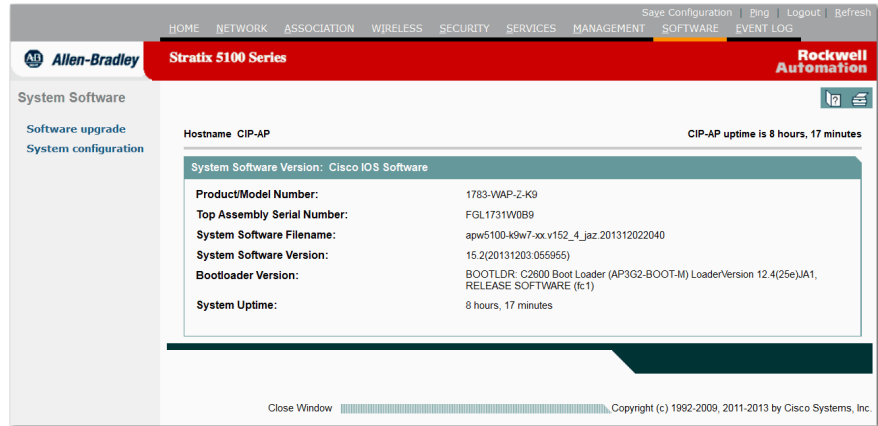 Save Configuration | Ping | Logout | Refresh
HOME NETWORK ASSOCIATION WIRELESS SECURITY SERVICES MANAGEMENT SOFTWARE EVENT LOG
AB Allen-Bradley
Stratix 5100 Series
Rockwell
Automation
System Software
Software upgrade
System configuration
Hostname CIP-AP
CIP-AP uptime is 8 hours, 17 minutes
System Software Version: Cisco IOS Software
Product/Model Number: 1783-WAP-Z-K9
Top Assembly Serial Number: FGL1731W0B9
System Software Filename: apw5100-k9w7-xx.v152_4_jaz.201312022040
System Software Version: 15.2(20131203:055955)
Bootloader Version: BOOTLDR: C2600 Boot Loader (AP3G2-BOOT-M) LoaderVersion 12.4(25e)JA1,
RELEASE SOFTWARE (fc1)
System Uptime: 8 hours, 17 minutes
Close Window
Copyright (c) 1992-2009, 2011-2013 by Cisco Systems, Inc.